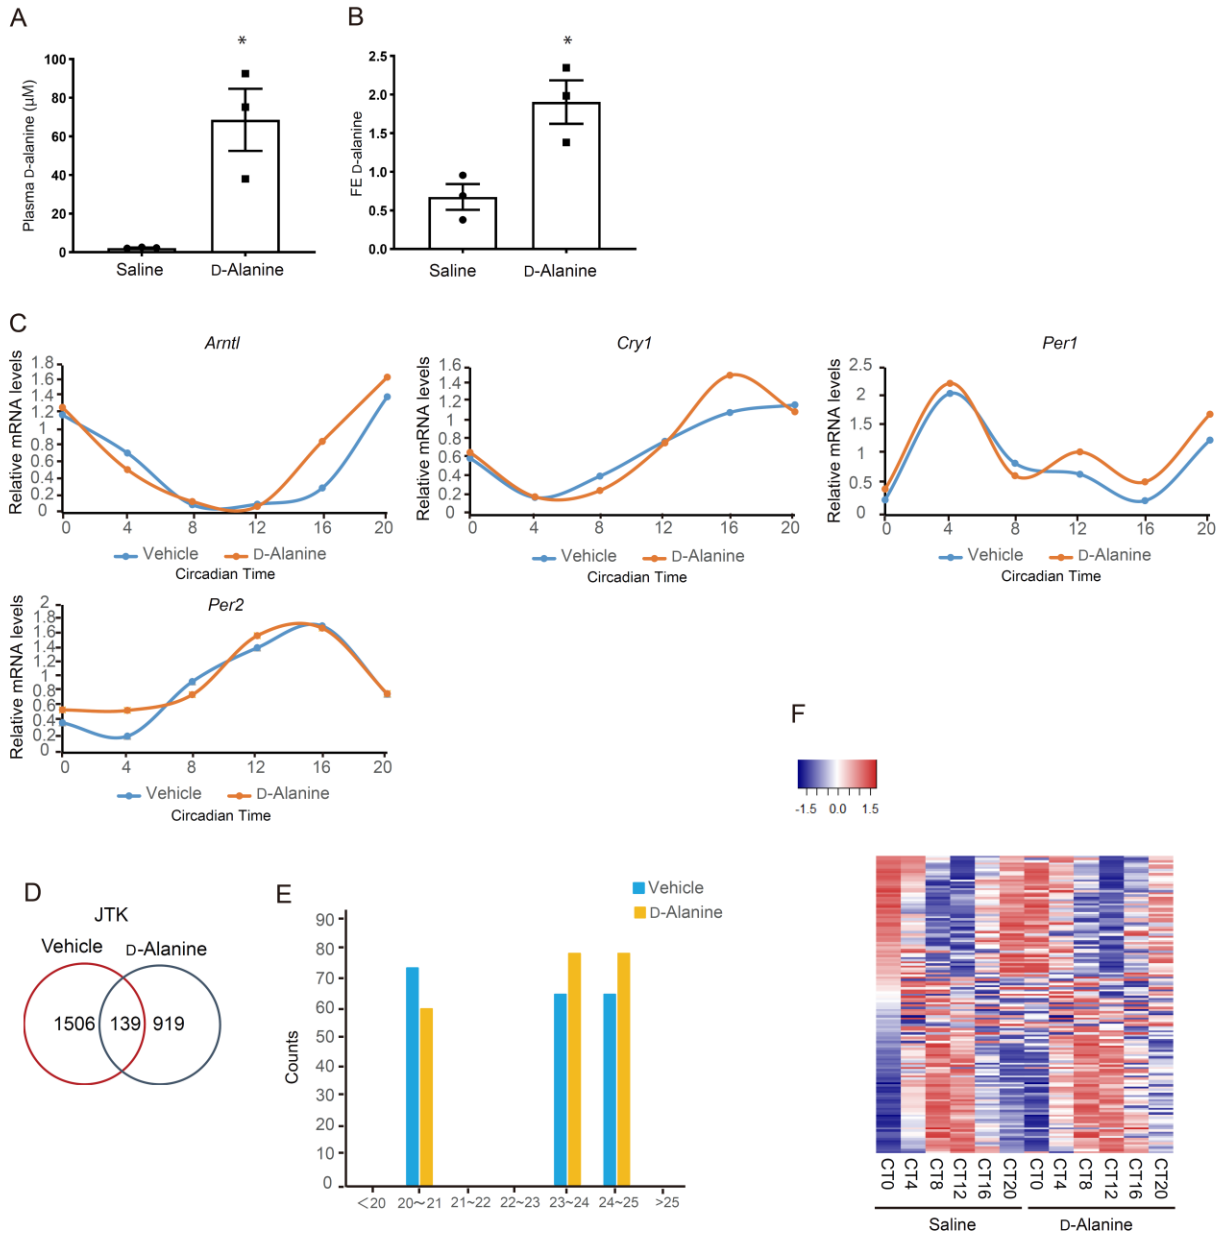 A
B
*
*
Plasma D-alanine (µM)
100
80
60
40
20
0
Saline
D-Alanine
FE D-alanine
2.5
2.0
1.5
1.0
0.5
0.0
Saline
D-Alanine
C
Arntl
Relative mRNA levels
1.8
1.6
1.4
1.2
1
0.8
0.6
0.4
0.2
0
0
4
8
12
16
20
Vehicle
D-Alanine
Circadian Time
Cry1
Relative mRNA levels
1.6
1.4
1.2
1
0.8
0.6
0.4
0.2
0
0
4
8
12
16
20
Vehicle
D-Alanine
Circadian Time
Per1
Relative mRNA levels
2.5
2
1.5
1
0.5
0
0
4
8
12
16
20
Vehicle
D-Alanine
Circadian Time
Per2
Relative mRNA levels
2
1.8
1.6
1.4
1.2
1
0.8
0.6
0.4
0.2
0
0
4
8
12
16
20
Vehicle
D-Alanine
Circadian Time
D
JTK
Vehicle
D-Alanine
1506
139
919
E
Vehicle
D-Alanine
Counts
90
80
70
60
50
40
30
20
10
0
<20
20~21
21~22
22~23
23~24
24~25
>25
F
-1.5
0.0
1.5
CT0
CT4
CT8
CT12
CT16
CT20
CT0
CT4
CT8
CT12
CT16
CT20
Saline
D-Alanine